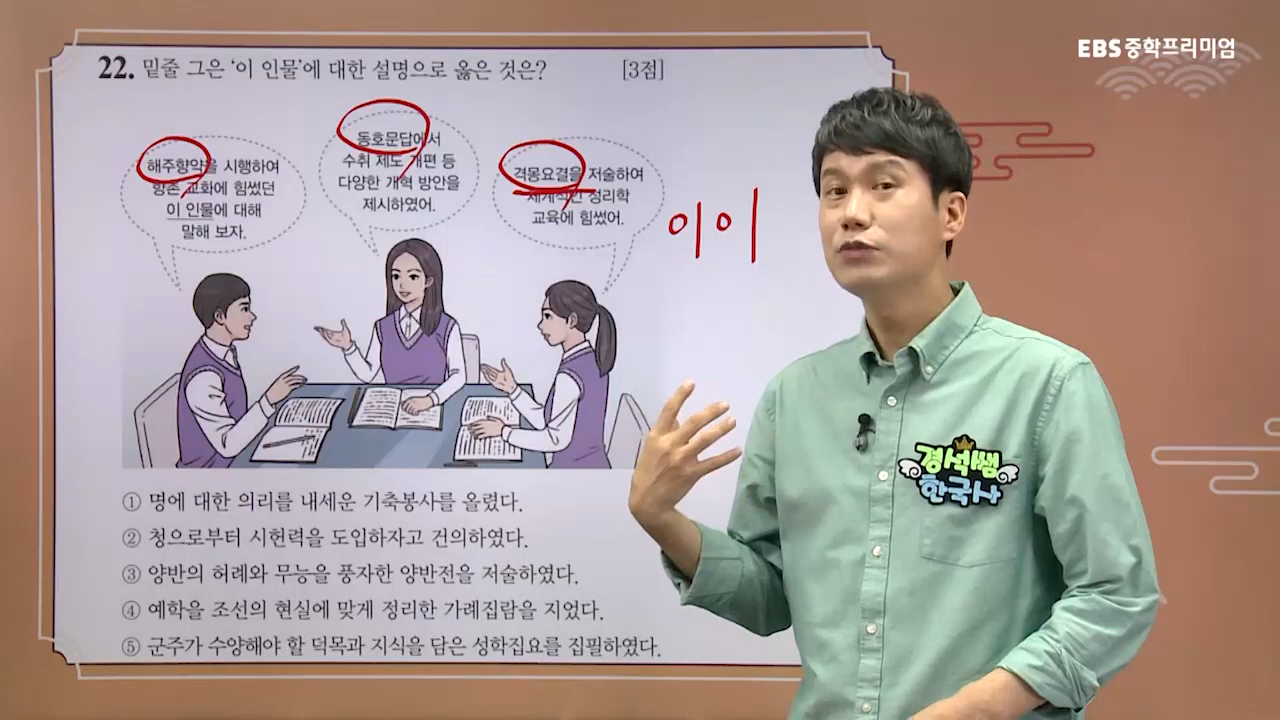 EBS 중학프리미엄
22. 밑줄 그은 '이 인물'에 대한 설명으로 옳은 것은? [3점]
해주향약을 시행하여
향촌 교화에 힘썼던
이 인물에 대해
말해 보자.
동호문답에서
수취 제도 개편 등
다양한 개혁 방안을
제시하였어.
격몽요결을 저술하여
체계적인 성리학
교육에 힘썼어.
이이
① 명에 대한 의리를 내세운 기축봉사를 올렸다.
② 청으로부터 시헌력을 도입하자고 건의하였다.
③ 양반의 허례와 무능을 풍자한 양반전을 저술하였다.
④ 예학을 조선의 현실에 맞게 정리한 가례집람을 지었다.
⑤ 군주가 수양해야 할 덕목과 지식을 담은 성학집요를 집필하였다.
경석쌤
한국사